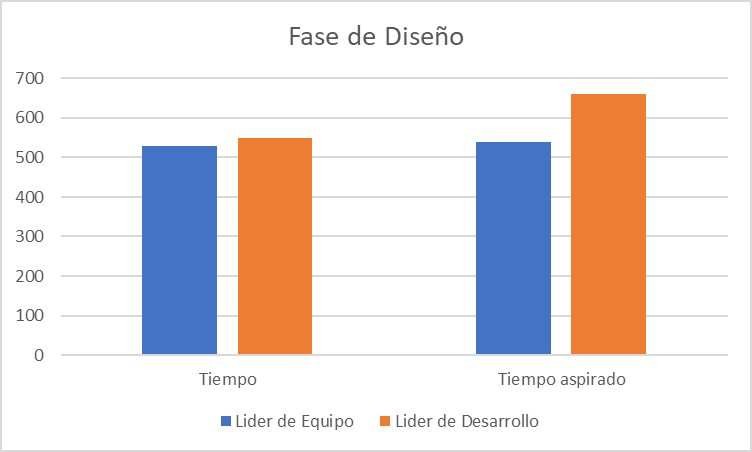 Fase de Diseño
700
600
500
400
300
200
100
0
Tiempo Tiempo aspirado
Lider de Equipo Lider de Desarrollo